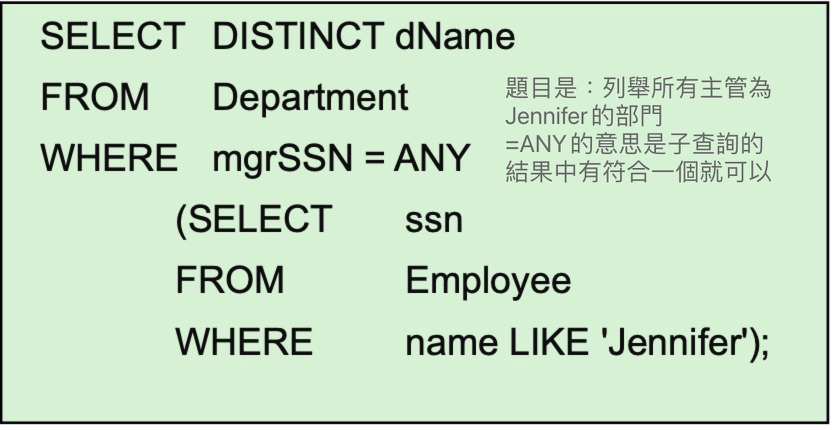 SELECT DISTINCT dName
FROM Department
WHERE mgrSSN = ANY
(SELECT ssn
FROM Employee
WHERE name LIKE 'Jennifer');
題目是：列舉所有主管為
Jennifer的部門
=ANY的意思是子查詢的
結果中有符合一個就可以